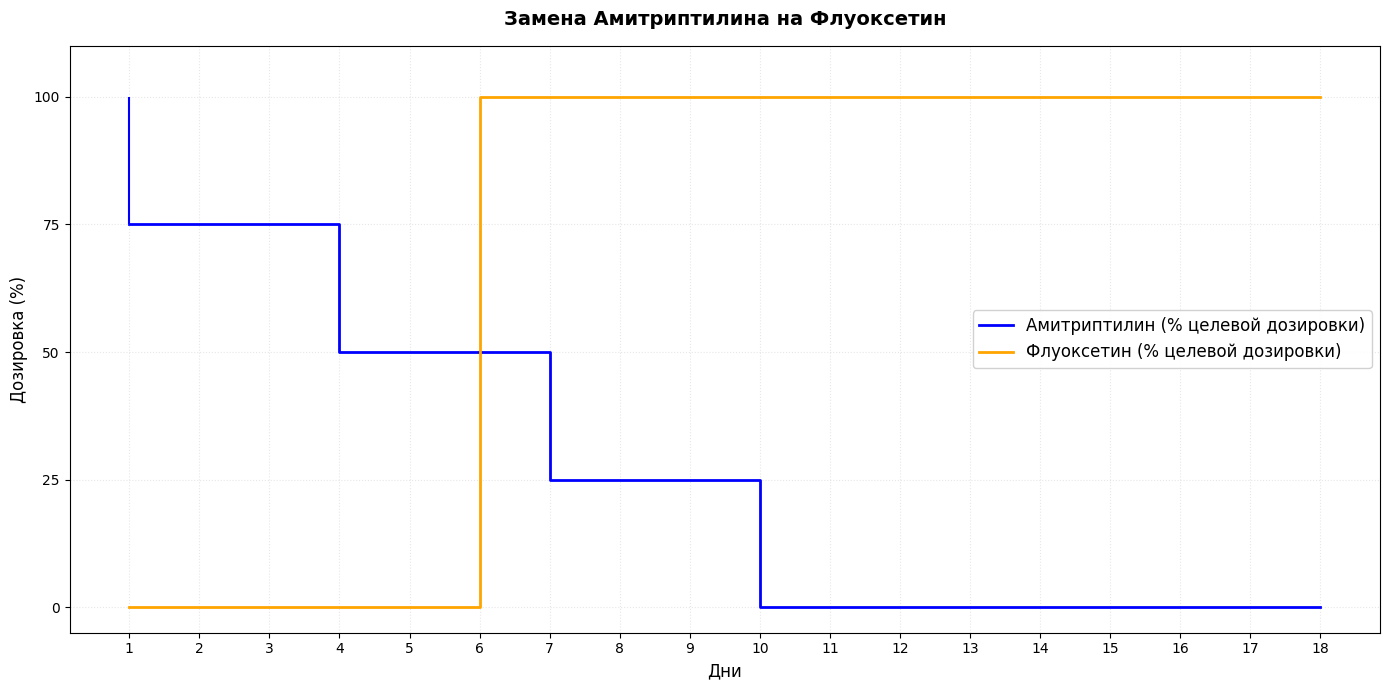 Замена Амитриптилина на Флуоксетин
Дозировка (%)
100
75
50
25
0
Амитриптилин (% целевой дозировки)
Флуоксетин (% целевой дозировки)
1 2 3 4 5 6 7 8 9 10 11 12 13 14 15 16 17 18
Дни